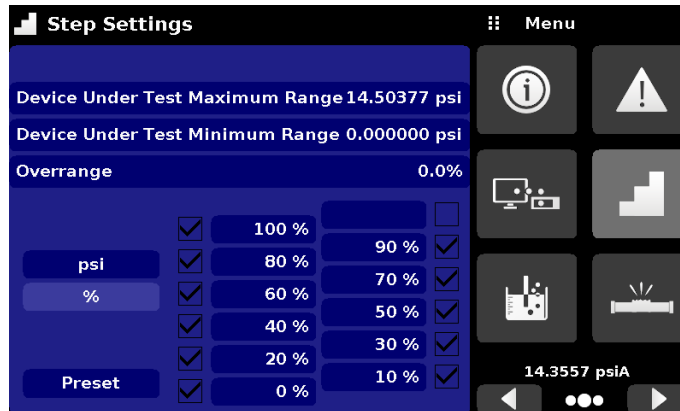 Step Settings
Menu
Device Under Test Maximum Range 14.50377 psi
Device Under Test Minimum Range 0.000000 psi
Overrange 0.0%
100 %
90 %
psi
80 %
70 %
%
60 %
50 %
40 %
30 %
20 %
10 %
Preset
0 %
14.3557 psiA